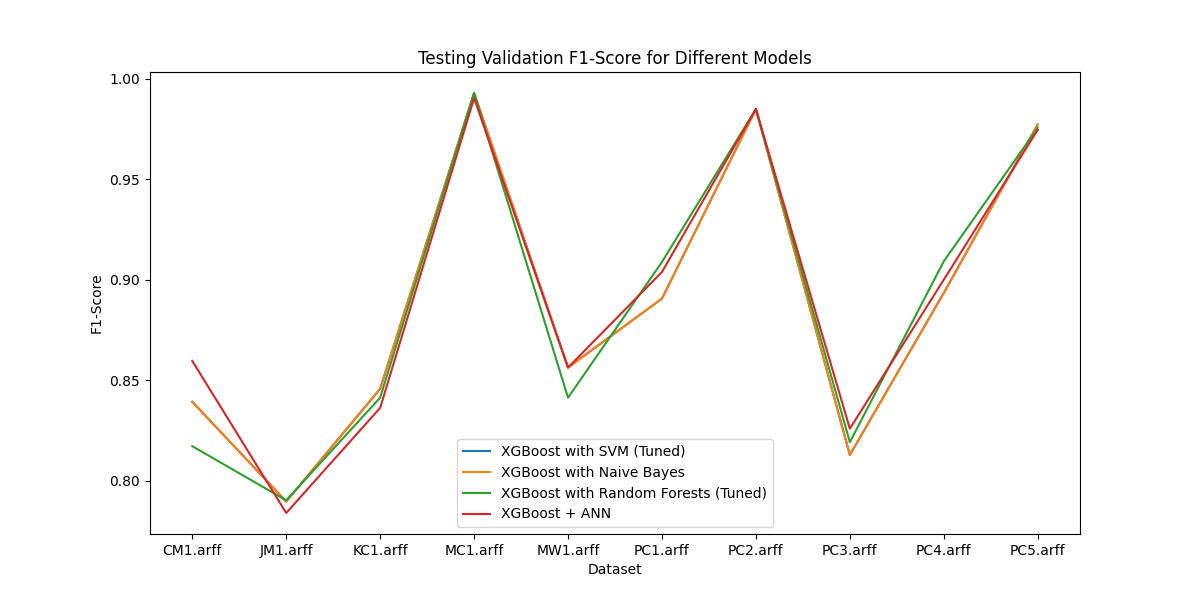 Testing Validation F1-Score for Different Models
1.00
0.95
0.90
0.85
0.80
F1-Score
XGBoost with SVM (Tuned)
XGBoost with Naive Bayes
XGBoost with Random Forests (Tuned)
XGBoost + ANN
CM1.arff JM1.arff KC1.arff MC1.arff MW1.arff PC1.arff PC2.arff PC3.arff PC4.arff PC5.arff
Dataset